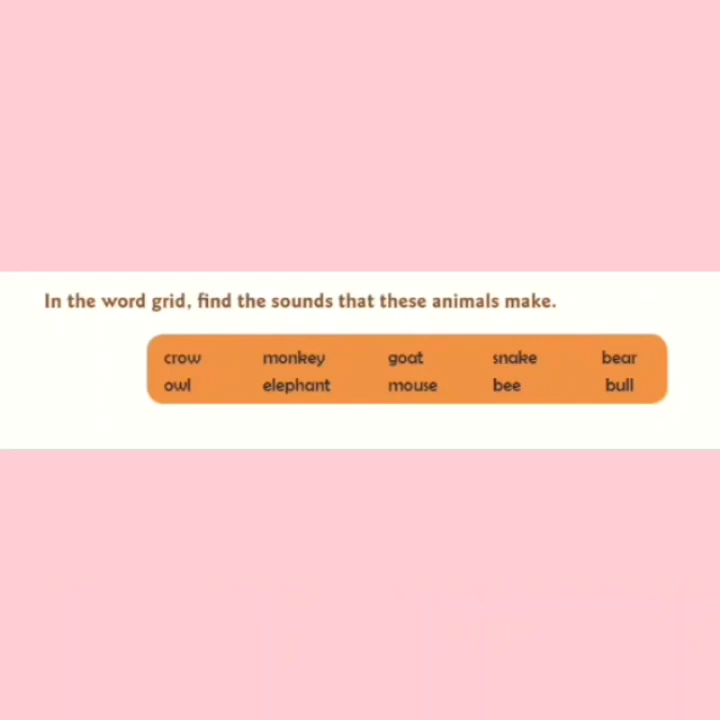 In the word grid, find the sounds that these animals make.
crow monkey goat snake bear
owl elephant mouse bee bull